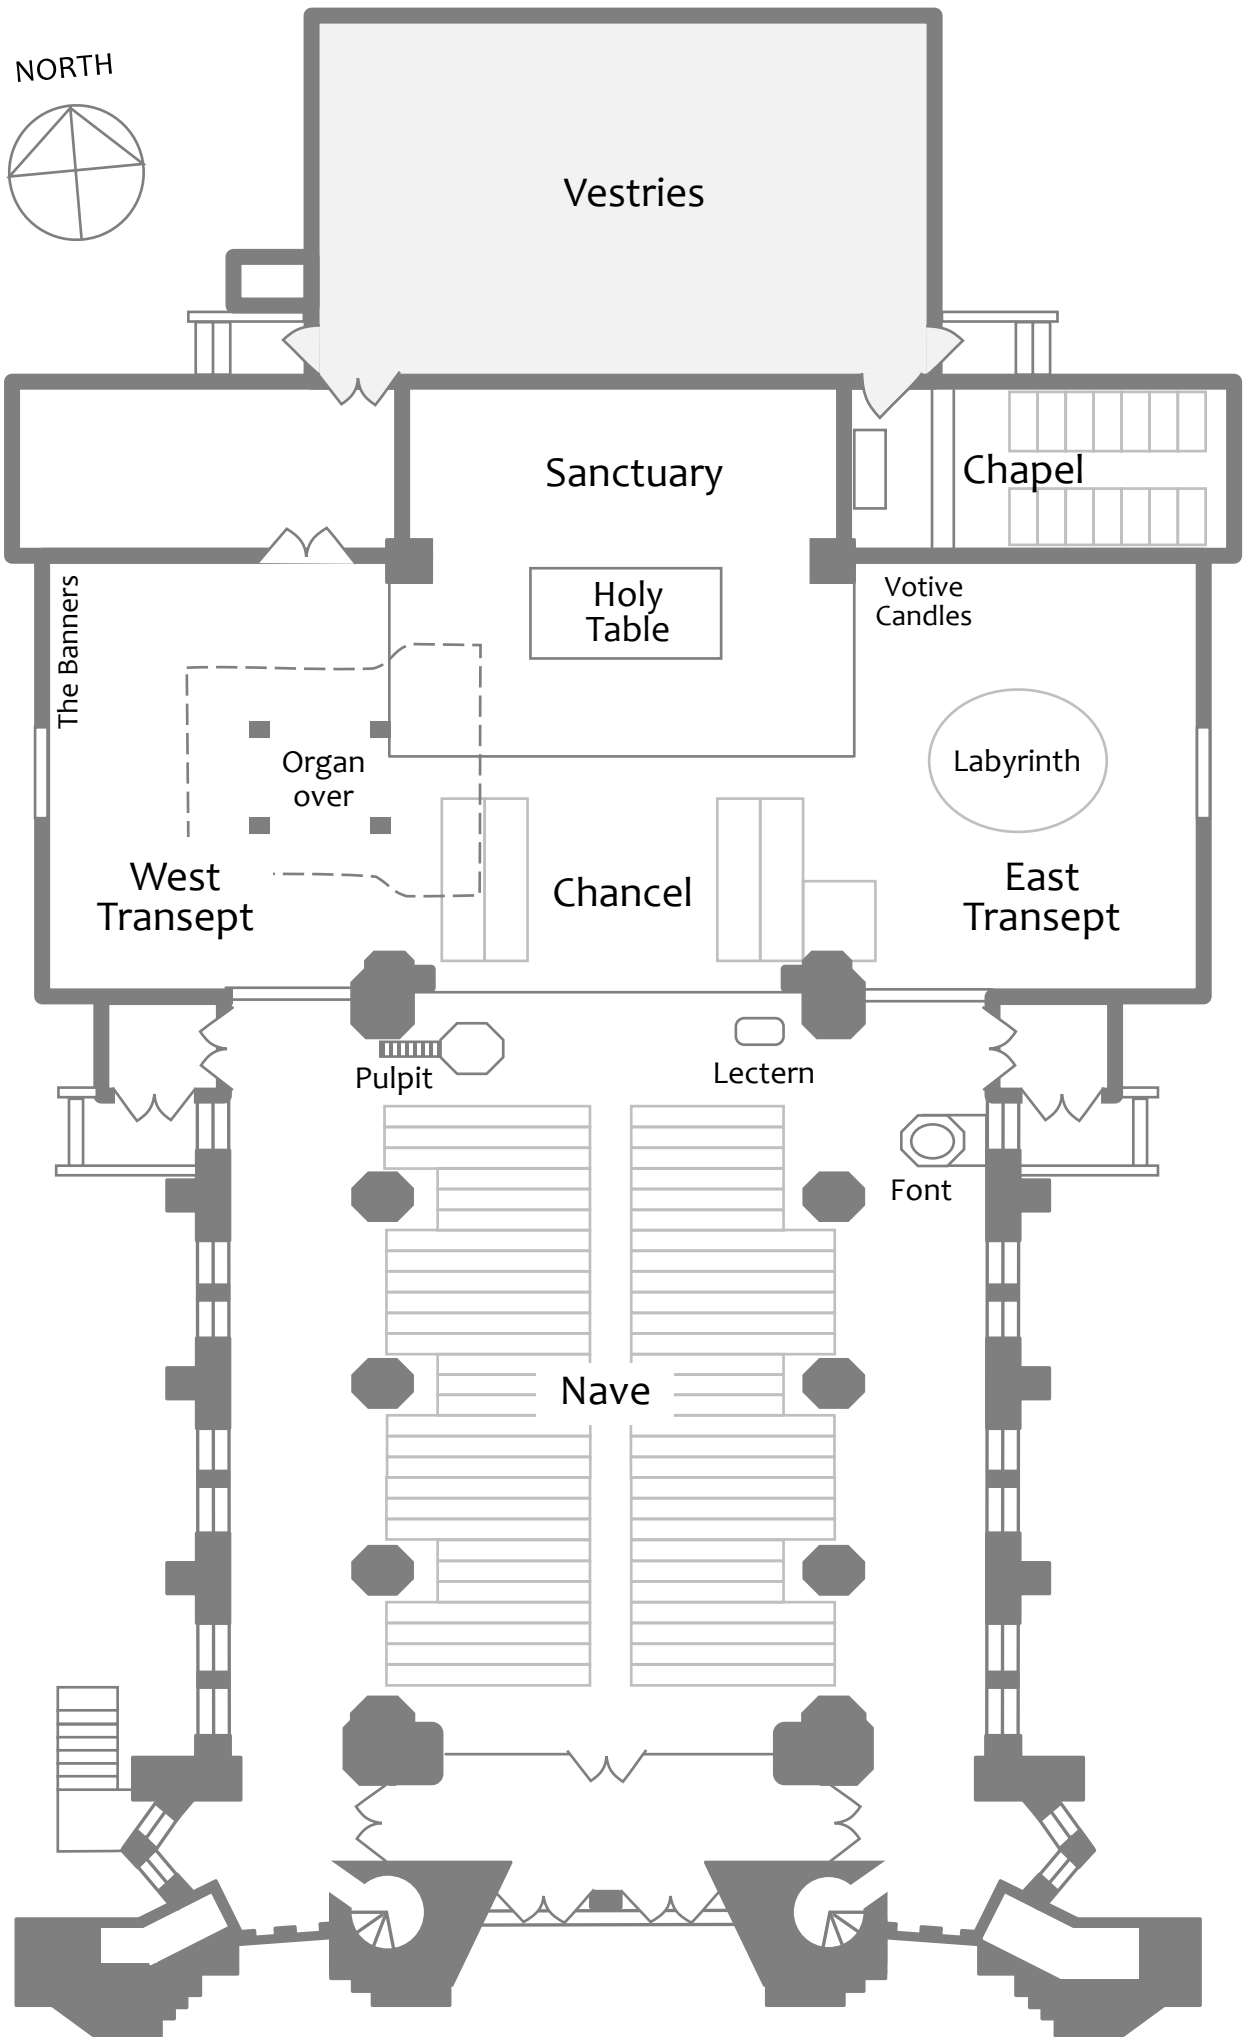 NORTH
Vestries
Sanctuary
Chapel
The Banners
Holy
Table
Votive
Candles
Organ
over
Labyrinth
West
Transept
Chancel
East
Transept
Pulpit
Lectern
Font
Nave